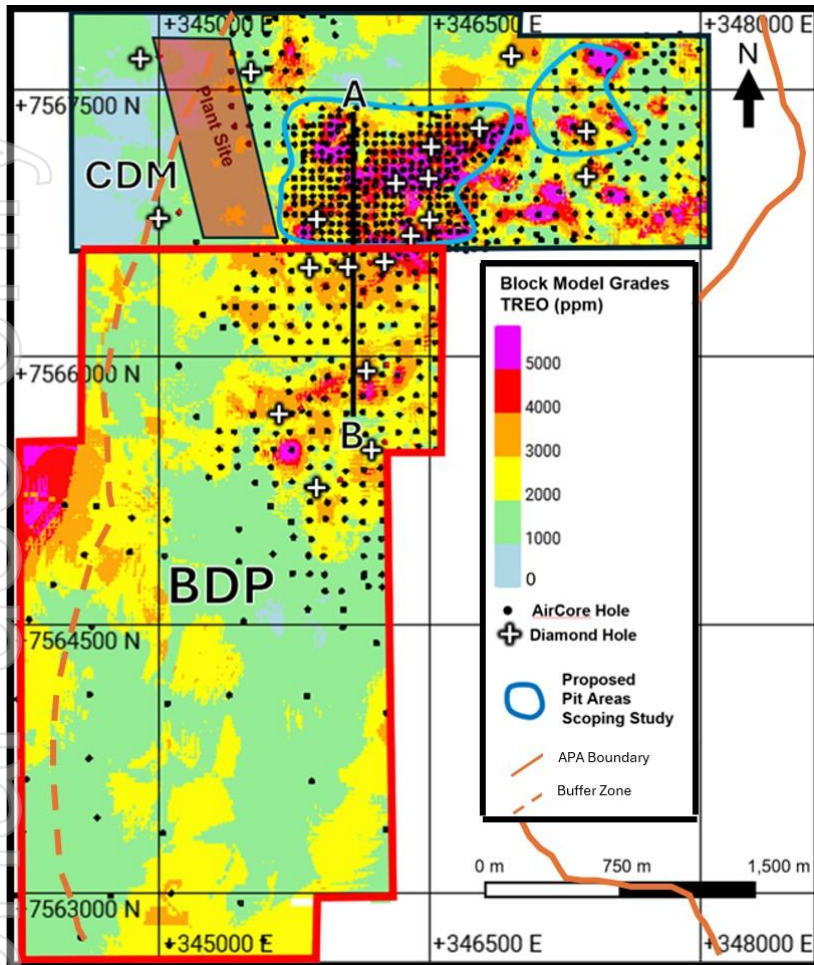 +345000 E
+346500 E
+348000 E
N
+7567500 N
A
Plant Site
CDM
Block Model Grades
TREO (ppm)
5000
4000
3000
2000
1000
0
AirCore Hole
Diamond Hole
Proposed
Pit Areas
Scoping Study
APA Boundary
Buffer Zone
+7566000 N
B
BDP
+7564500 N
0 m
750 m
1,500 m
+7563000 N
+345000 E
+346500 E
+348000 E